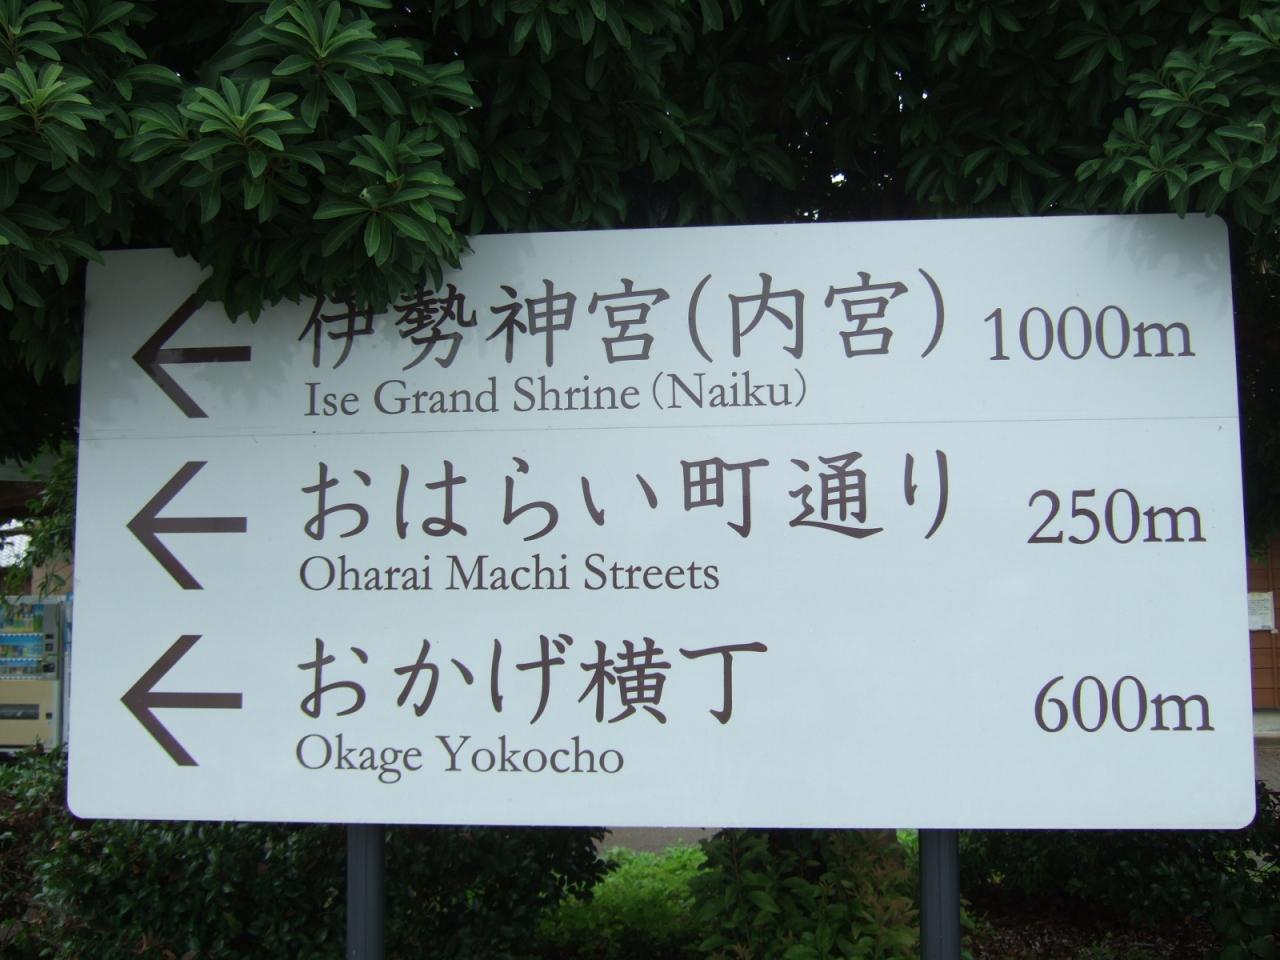 ← 伊勢神宮(内宮) 1000m
Ise Grand Shrine (Naiku)
← おはらい町通り 250m
Oharai Machi Streets
← おかげ横丁 600m
Okage Yokocho